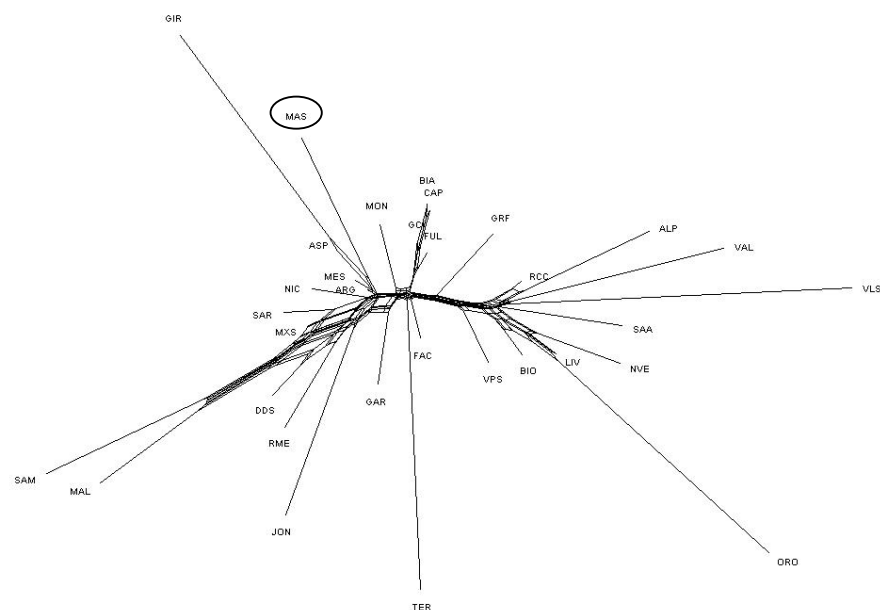 GIR
MAS
BIA
CAP
MON
GRF
GC
FUL
ALP
ASP
VAL
MES
RCC
NIC
ARG
VLS
SAR
SAA
MXS
FAC
LIV
NVE
BIO
VPS
GAR
DDS
RME
SAM
MAL
JON
ORO
TER